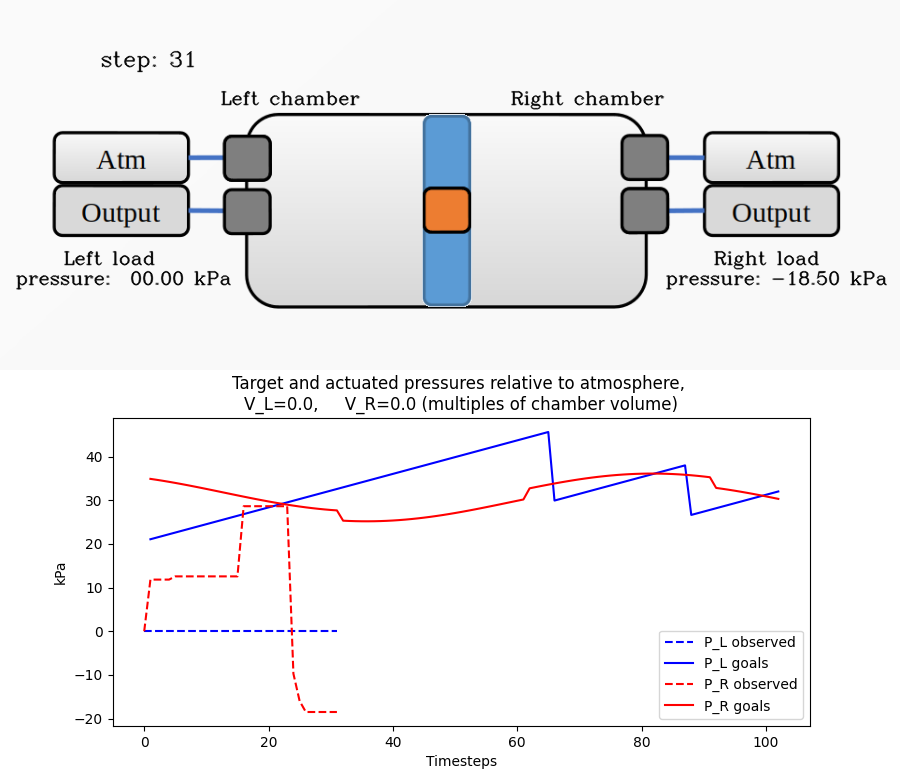 step: 31
Left chamber
Right chamber
Atm
Atm
Output
Output
Left load
pressure:  00.00 kPa
Right load
pressure: −18.50 kPa
Target and actuated pressures relative to atmosphere,
V_L=0.0,     V_R=0.0 (multiples of chamber volume)
kPa
40
30
20
10
0
−10
−20
P_L observed
P_L goals
P_R observed
P_R goals
0 20 40 60 80 100
Timesteps